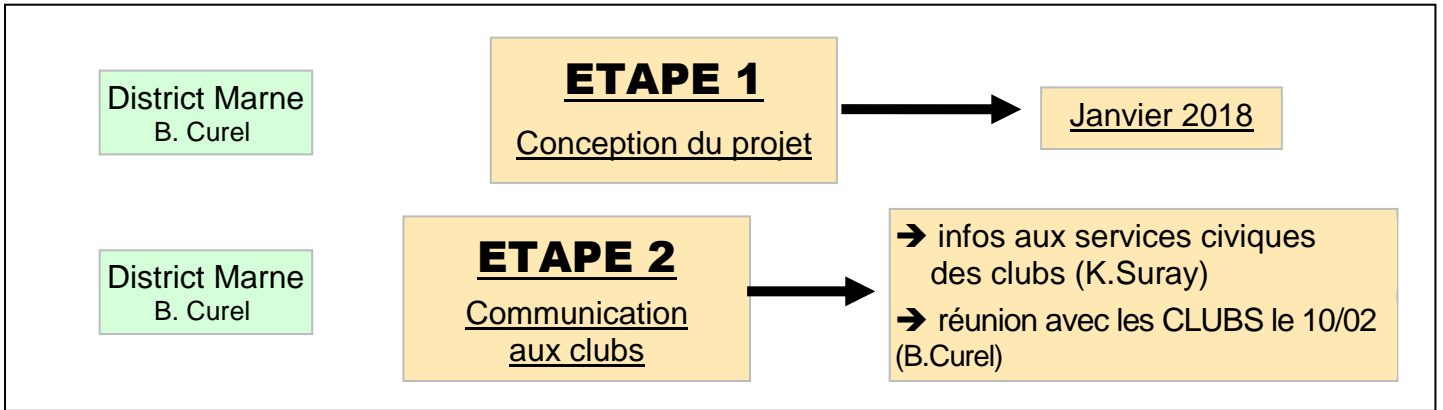 District Marne
B. Curel
ETAPE 1
Conception du projet
Janvier 2018
District Marne
B. Curel
ETAPE 2
Communication
aux clubs
➔ infos aux services civiques
des clubs (K.Suray)
➔ réunion avec les CLUBS le 10/02
(B.Curel)